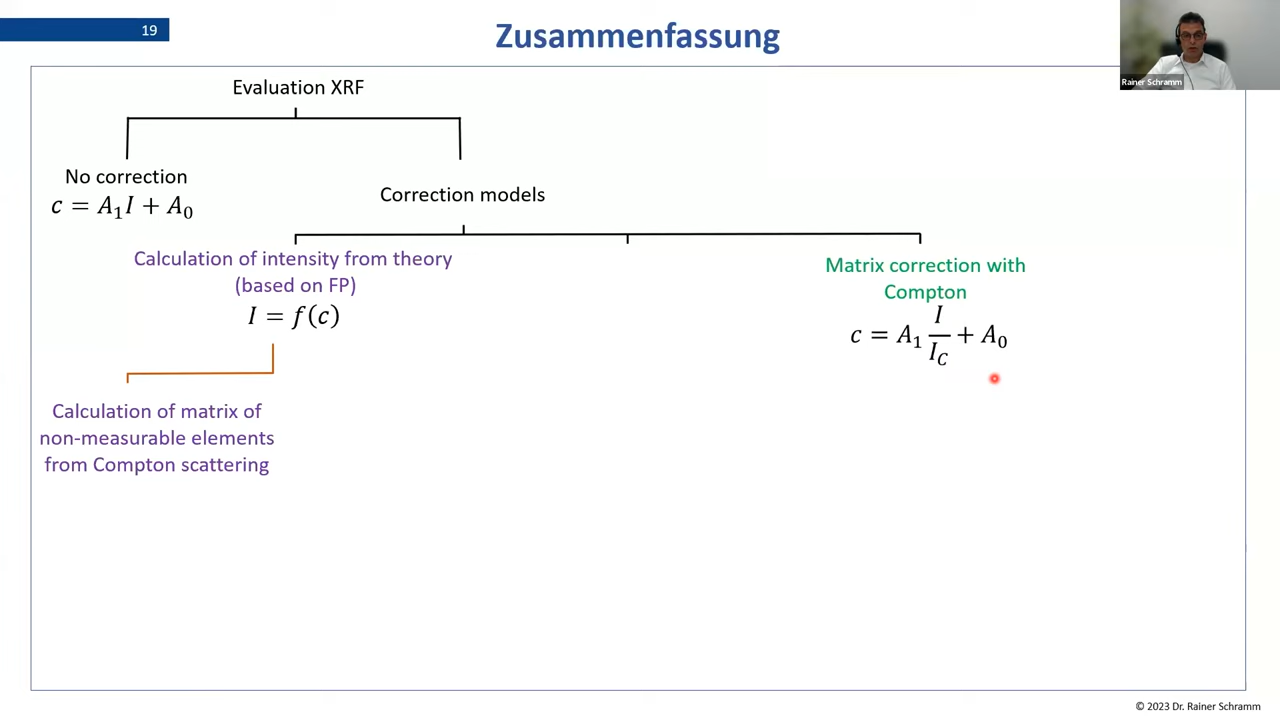 19
Zusammenfassung
Rainer Schramm
Evaluation XRF
No correction
c = A₁I + A₀
Correction models
Calculation of intensity from theory
(based on FP)
I = f(c)
Matrix correction with
Compton
c = A₁ I/I_C + A₀
Calculation of matrix of
non-measurable elements
from Compton scattering
© 2023 Dr. Rainer Schramm